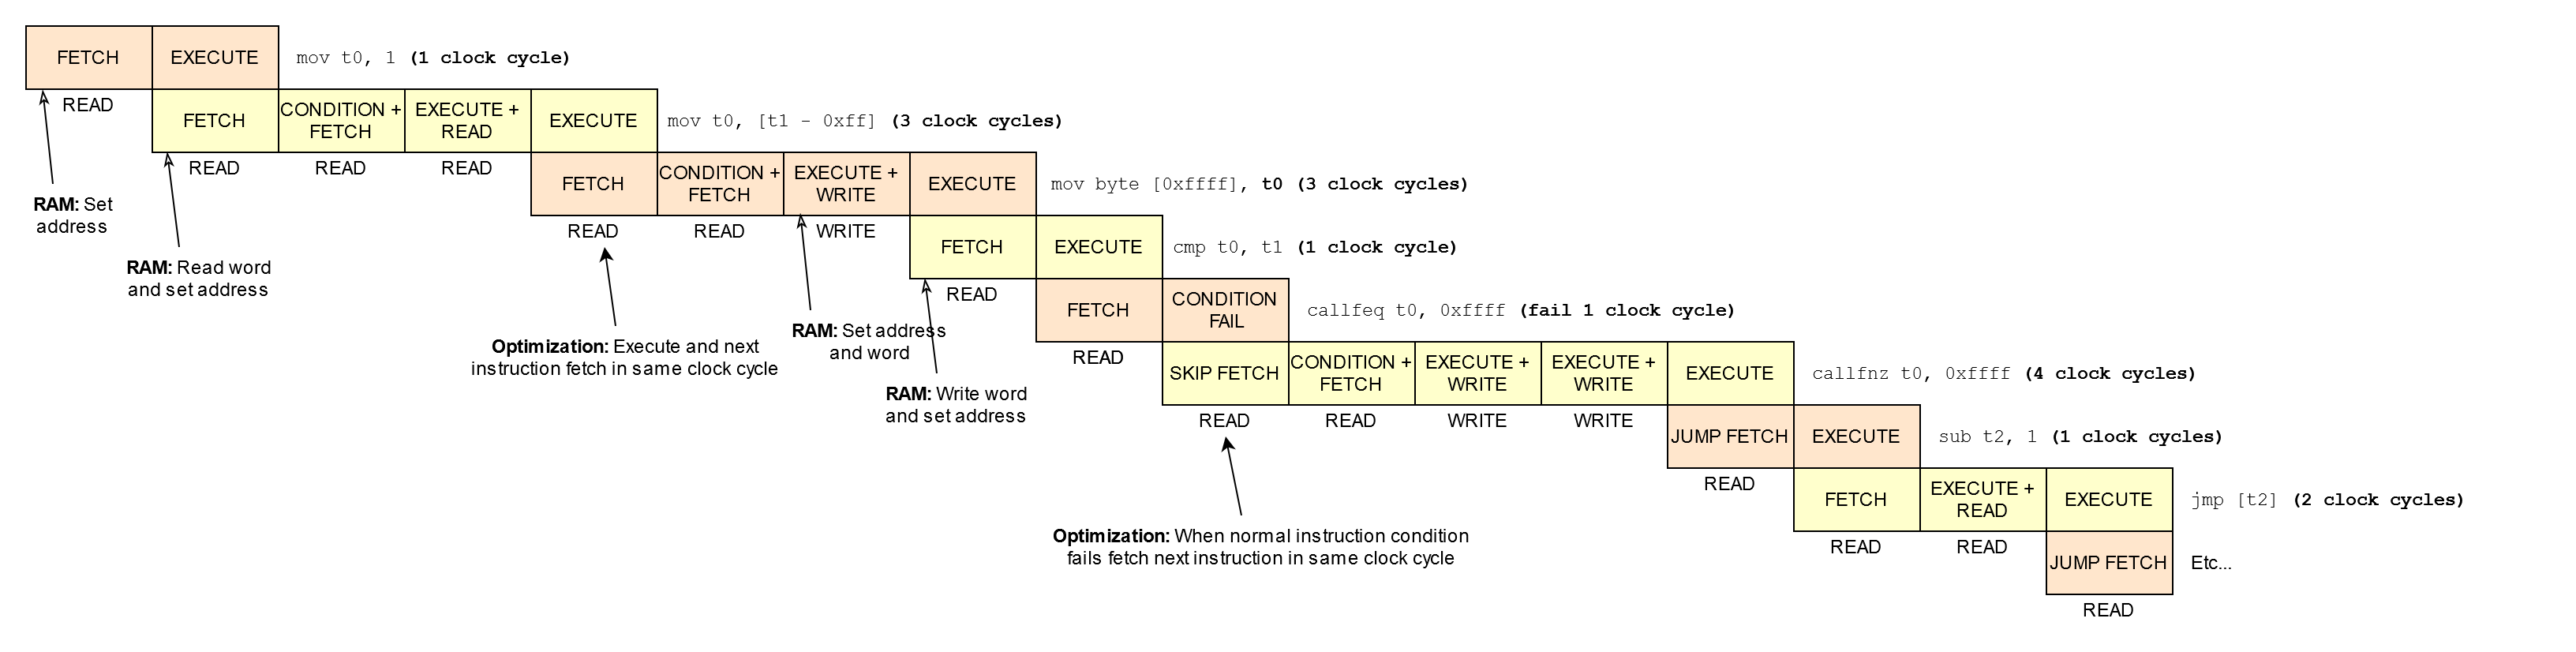 FETCH
EXECUTE
mov t0, 1 (1 clock cycle)
READ
FETCH
CONDITION +
FETCH
EXECUTE +
READ
EXECUTE
mov t0, [t1 - 0xff] (3 clock cycles)
READ
READ
READ
RAM: Set
address
FETCH
CONDITION +
FETCH
EXECUTE +
WRITE
EXECUTE
mov byte [0xffff], t0 (3 clock cycles)
READ
READ
WRITE
RAM: Read word
and set address
FETCH
EXECUTE
cmp t0, t1 (1 clock cycle)
READ
FETCH
CONDITION
FAIL
callfeq t0, 0xffff (fail 1 clock cycle)
READ
Optimization: Execute and next
instruction fetch in same clock cycle
RAM: Set address
and word
RAM: Write word
and set address
SKIP FETCH
CONDITION +
FETCH
EXECUTE +
WRITE
EXECUTE +
WRITE
EXECUTE
callfnz t0, 0xffff (4 clock cycles)
READ
READ
WRITE
WRITE
JUMP FETCH
EXECUTE
sub t2, 1 (1 clock cycles)
READ
Optimization: When normal instruction condition
fails fetch next instruction in same clock cycle
FETCH
EXECUTE +
READ
EXECUTE
jmp [t2] (2 clock cycles)
READ
READ
JUMP FETCH
Etc...
READ